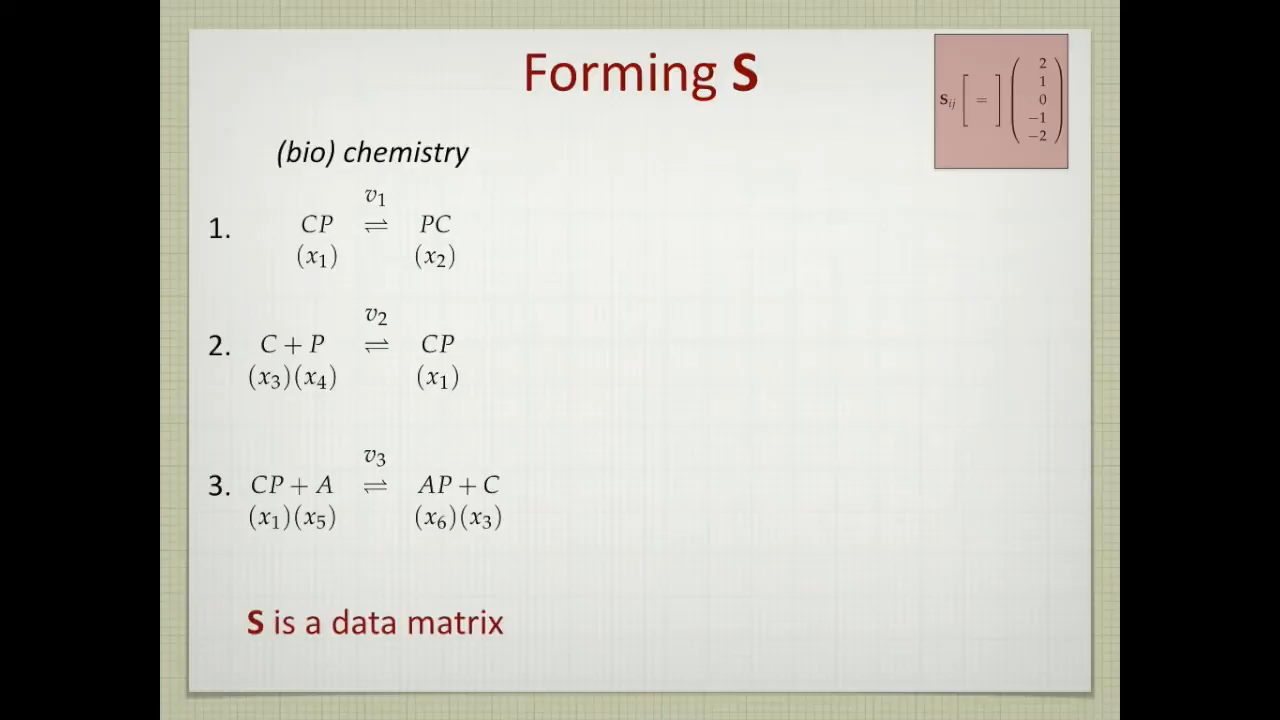 Forming S
S_ij [ = ] ( 2 1 0 −1 −2 )
(bio) chemistry
v₁
1. CP ⇌ PC
(x₁) (x₂)
v₂
2. C + P ⇌ CP
(x₃)(x₄) (x₁)
v₃
3. CP + A ⇌ AP + C
(x₁)(x₅) (x₆)(x₃)
S is a data matrix